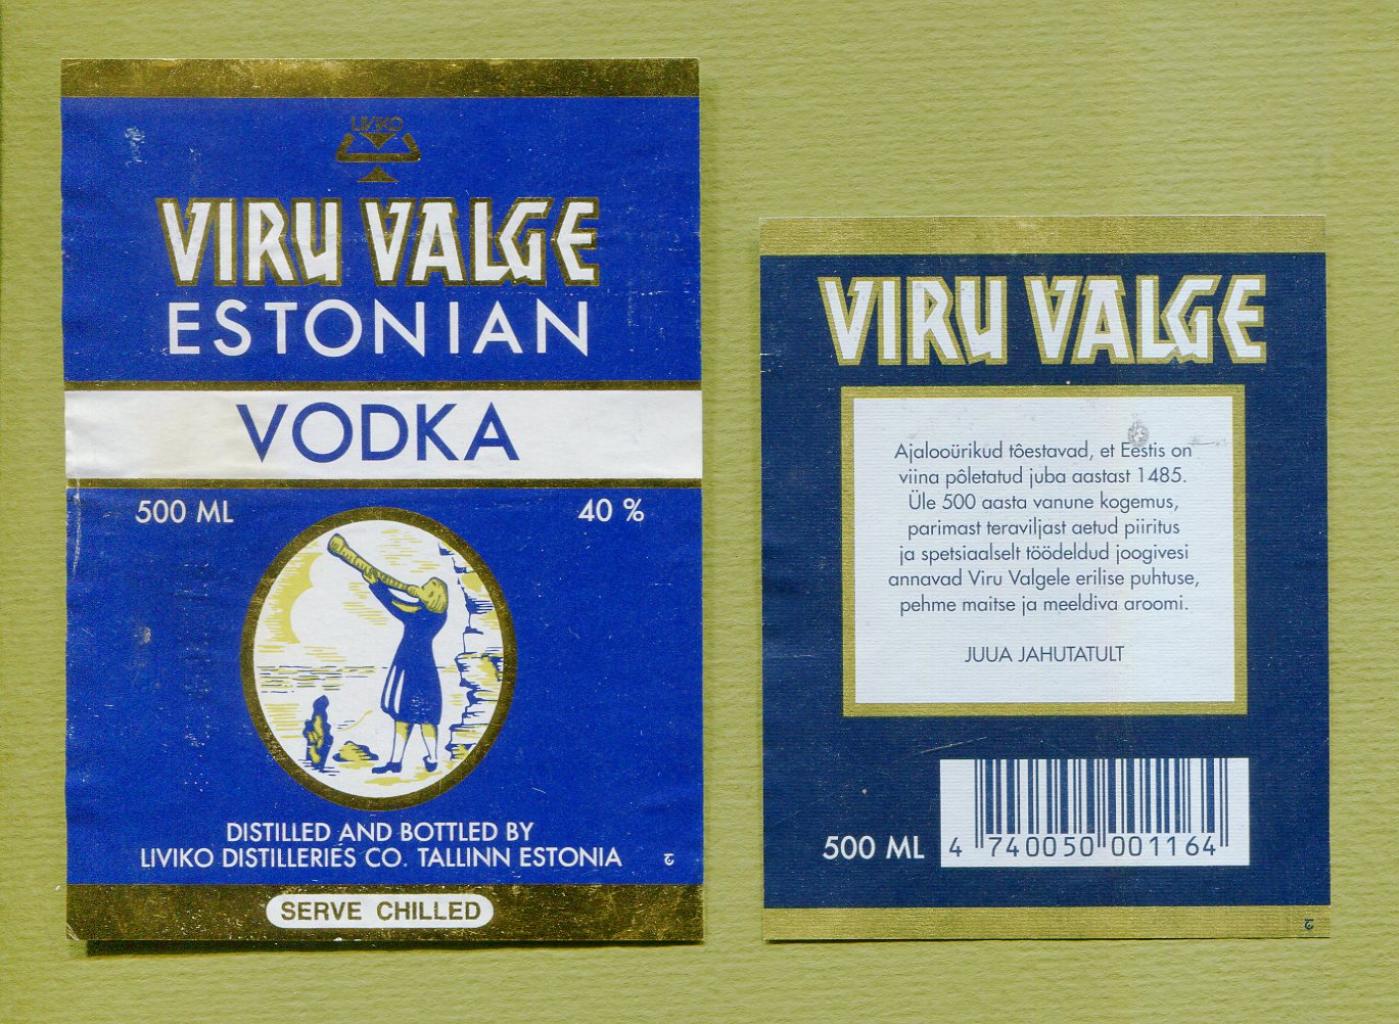 LIVIKO
VIRU VALGE
ESTONIAN
VODKA
500 ML 40 %
DISTILLED AND BOTTLED BY
LIVIKO DISTILLERIES CO. TALLINN ESTONIA 2
SERVE CHILLED
VIRU VALGE
Ajalooürikud tôestavad, et Eestis on
viina pôletatud juba aastast 1485.
Üle 500 aasta vanune kogemus,
parimast teraviljast aetud piiritus
ja spetsiaalselt töödeldud joogivesi
annavad Viru Valgele erilise puhtuse,
pehme maitse ja meeldiva aroomi.
JUUA JAHUTATULT
500 ML
4 740050 001164